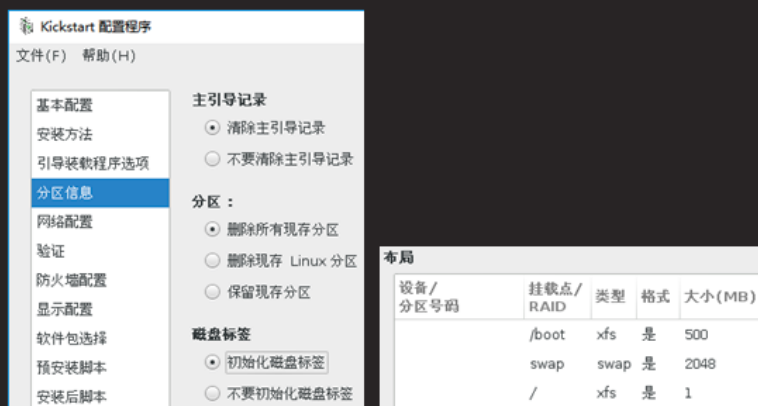 Kickstart 配置程序
文件(F) 帮助(H)
基本配置
安装方法
引导装载程序选项
分区信息
网络配置
验证
防火墙配置
显示配置
软件包选择
预安装脚本
安装后脚本
主引导记录
清除主引导记录
不要清除主引导记录
分区：
删除所有现存分区
删除现存 Linux 分区
保留现存分区
磁盘标签
初始化磁盘标签
不要初始化磁盘标签
布局
设备/ 挂载点/ 类型 格式 大小(MB)
分区号码 RAID
/boot xfs 是 500
swap swap 是 2048
/ xfs 是 1